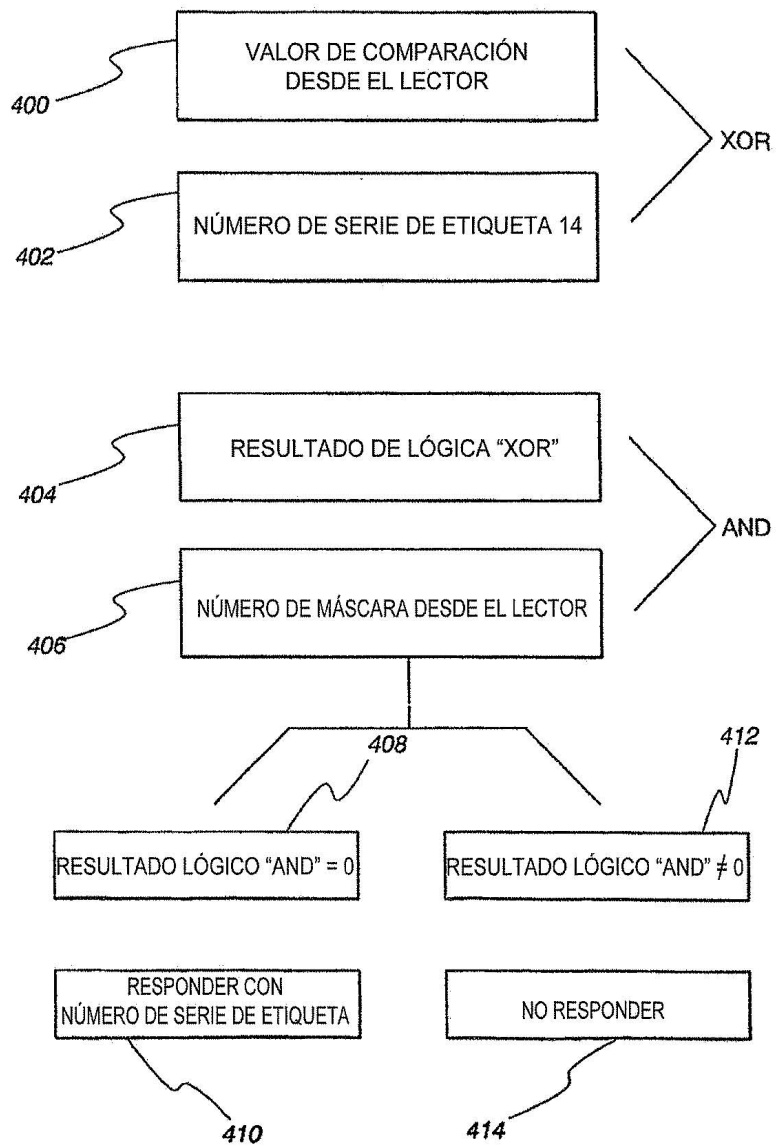 VALOR DE COMPARACIÓN
DESDE EL LECTOR
400
XOR
NÚMERO DE SERIE DE ETIQUETA 14
402
RESULTADO DE LÓGICA “XOR”
404
AND
NÚMERO DE MÁSCARA DESDE EL LECTOR
406
408
412
RESULTADO LÓGICO “AND” = 0
RESULTADO LÓGICO “AND” ≠ 0
RESPONDER CON
NÚMERO DE SERIE DE ETIQUETA
NO RESPONDER
410
414